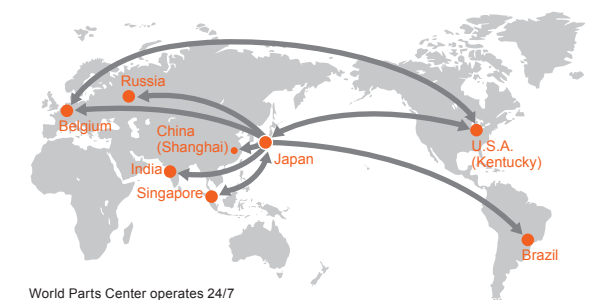 Russia
Belgium
China
(Shanghai)
Japan
U.S.A.
(Kentucky)
India
Singapore
Brazil
World Parts Center operates 24/7